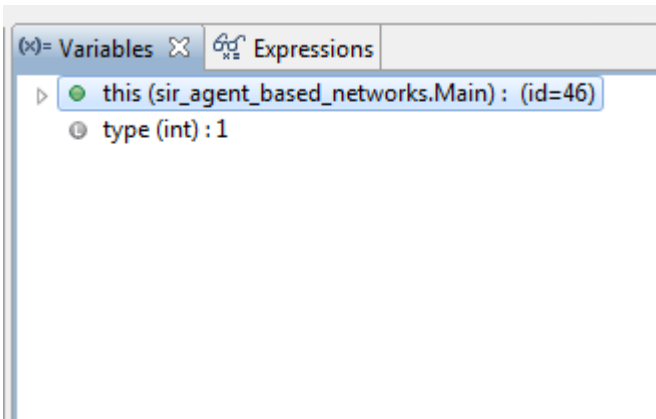 (x)= Variables Expressions
this (sir_agent_based_networks.Main) : (id=46)
L type (int) : 1